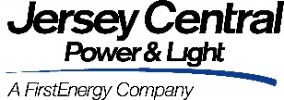 Jersey Central
Power & Light
A FirstEnergy Company